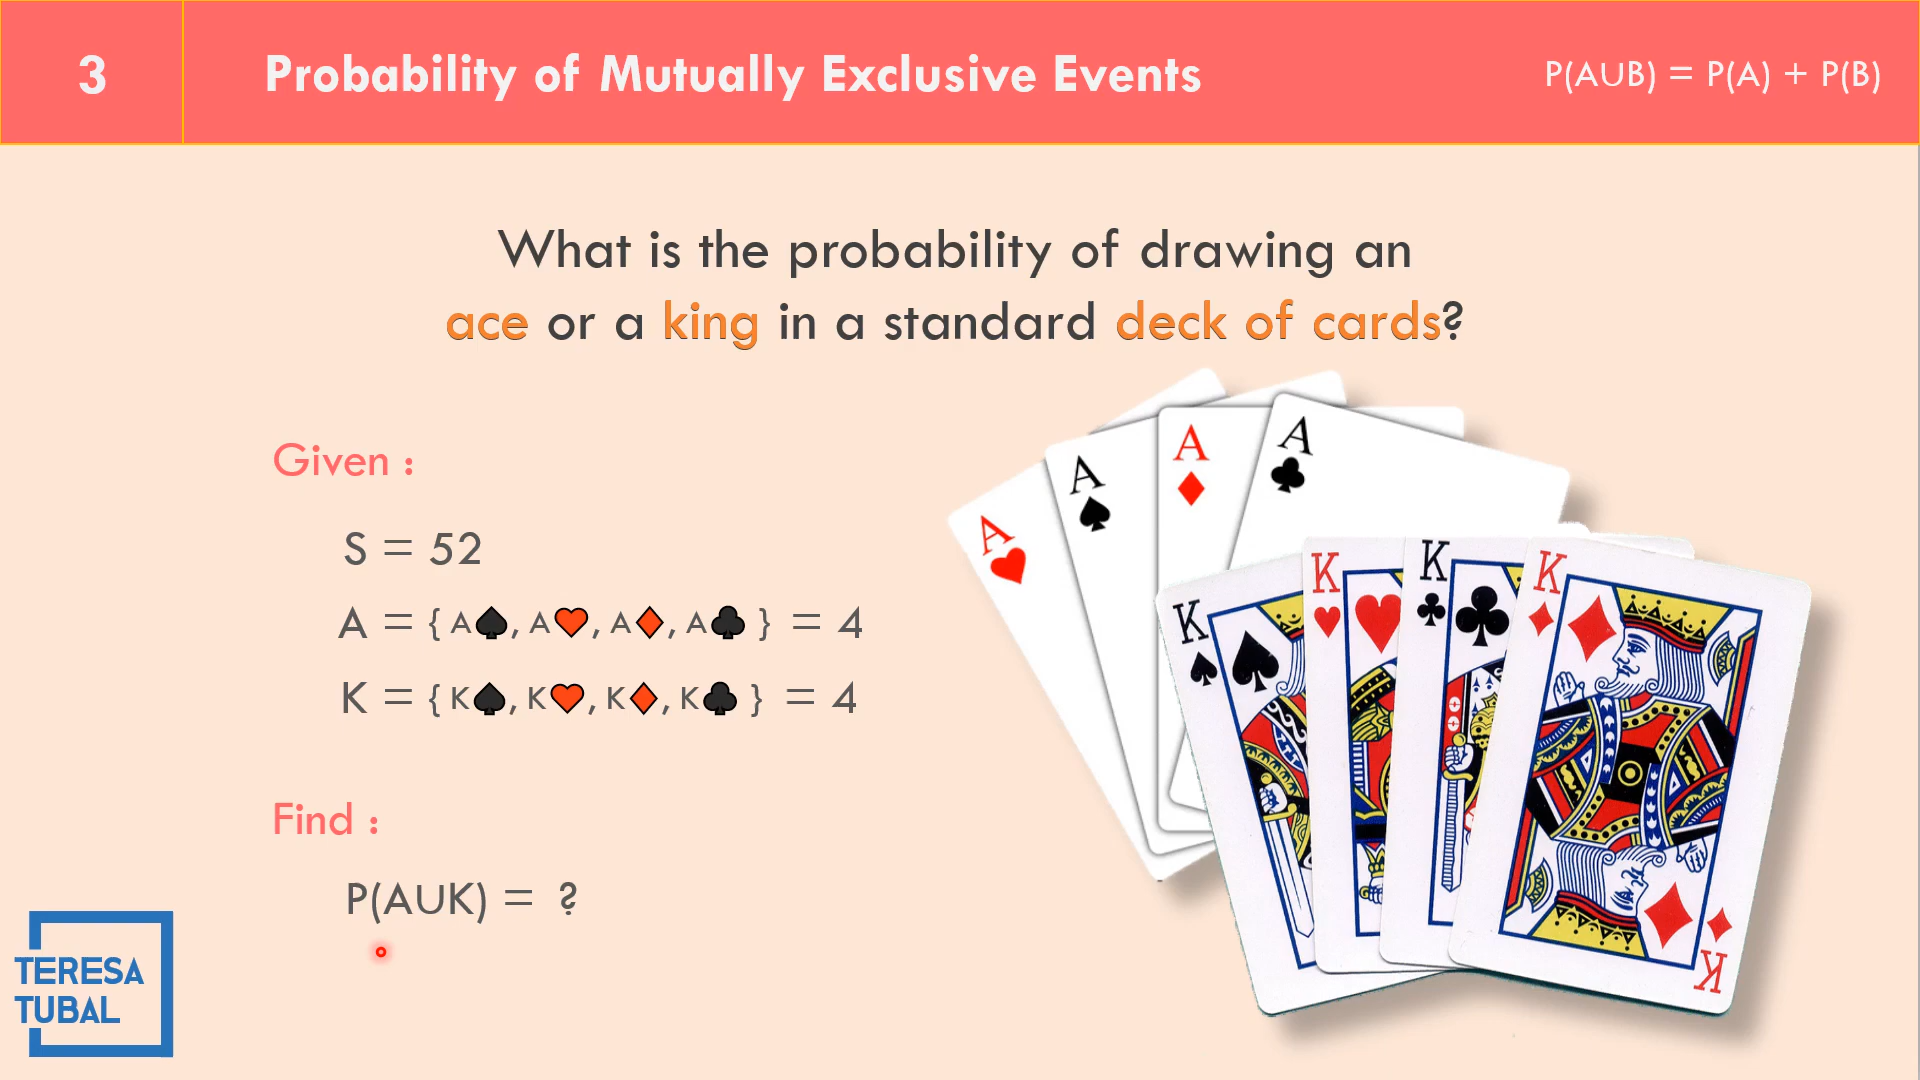 3
Probability of Mutually Exclusive Events
P(AUB) = P(A) + P(B)
What is the probability of drawing an
ace or a king in a standard deck of cards?
Given :
S = 52
A = { A♠, A♥, A♦, A♣ } = 4
K = { K♠, K♥, K♦, K♣ } = 4
Find :
P(AUK) = ?
A
A
A
A
K
K
K
K
K
TERESA
TUBAL